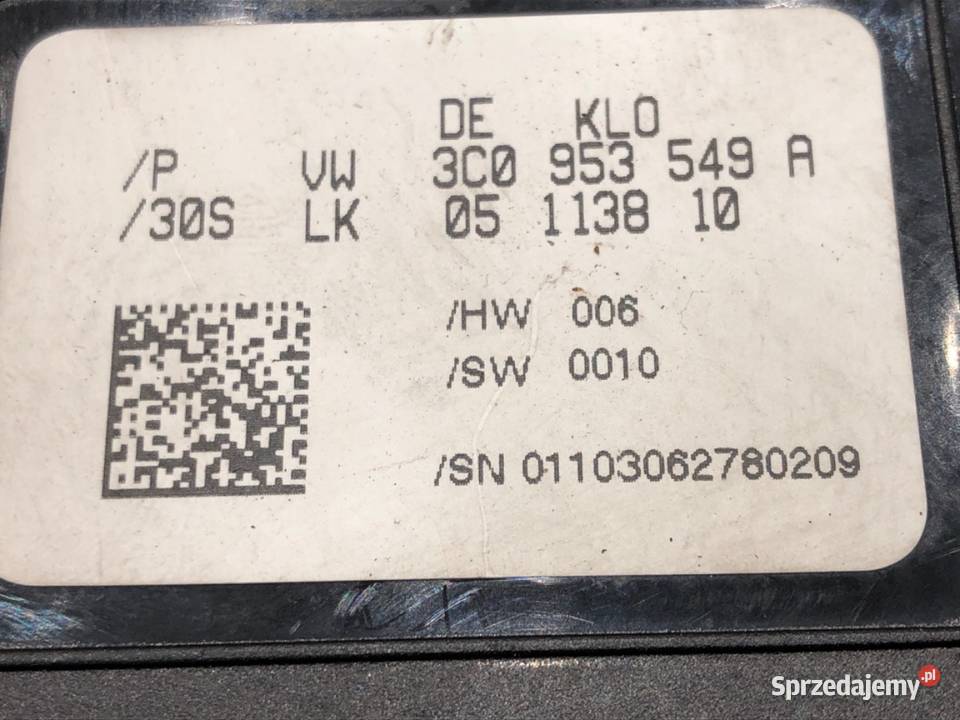 DE KLO
/P VW 3C0 953 549 A
/30S LK 05 1138 10
/HW 006
/SW 0010
/SN 01103062780209
Sprzedajemy.pl